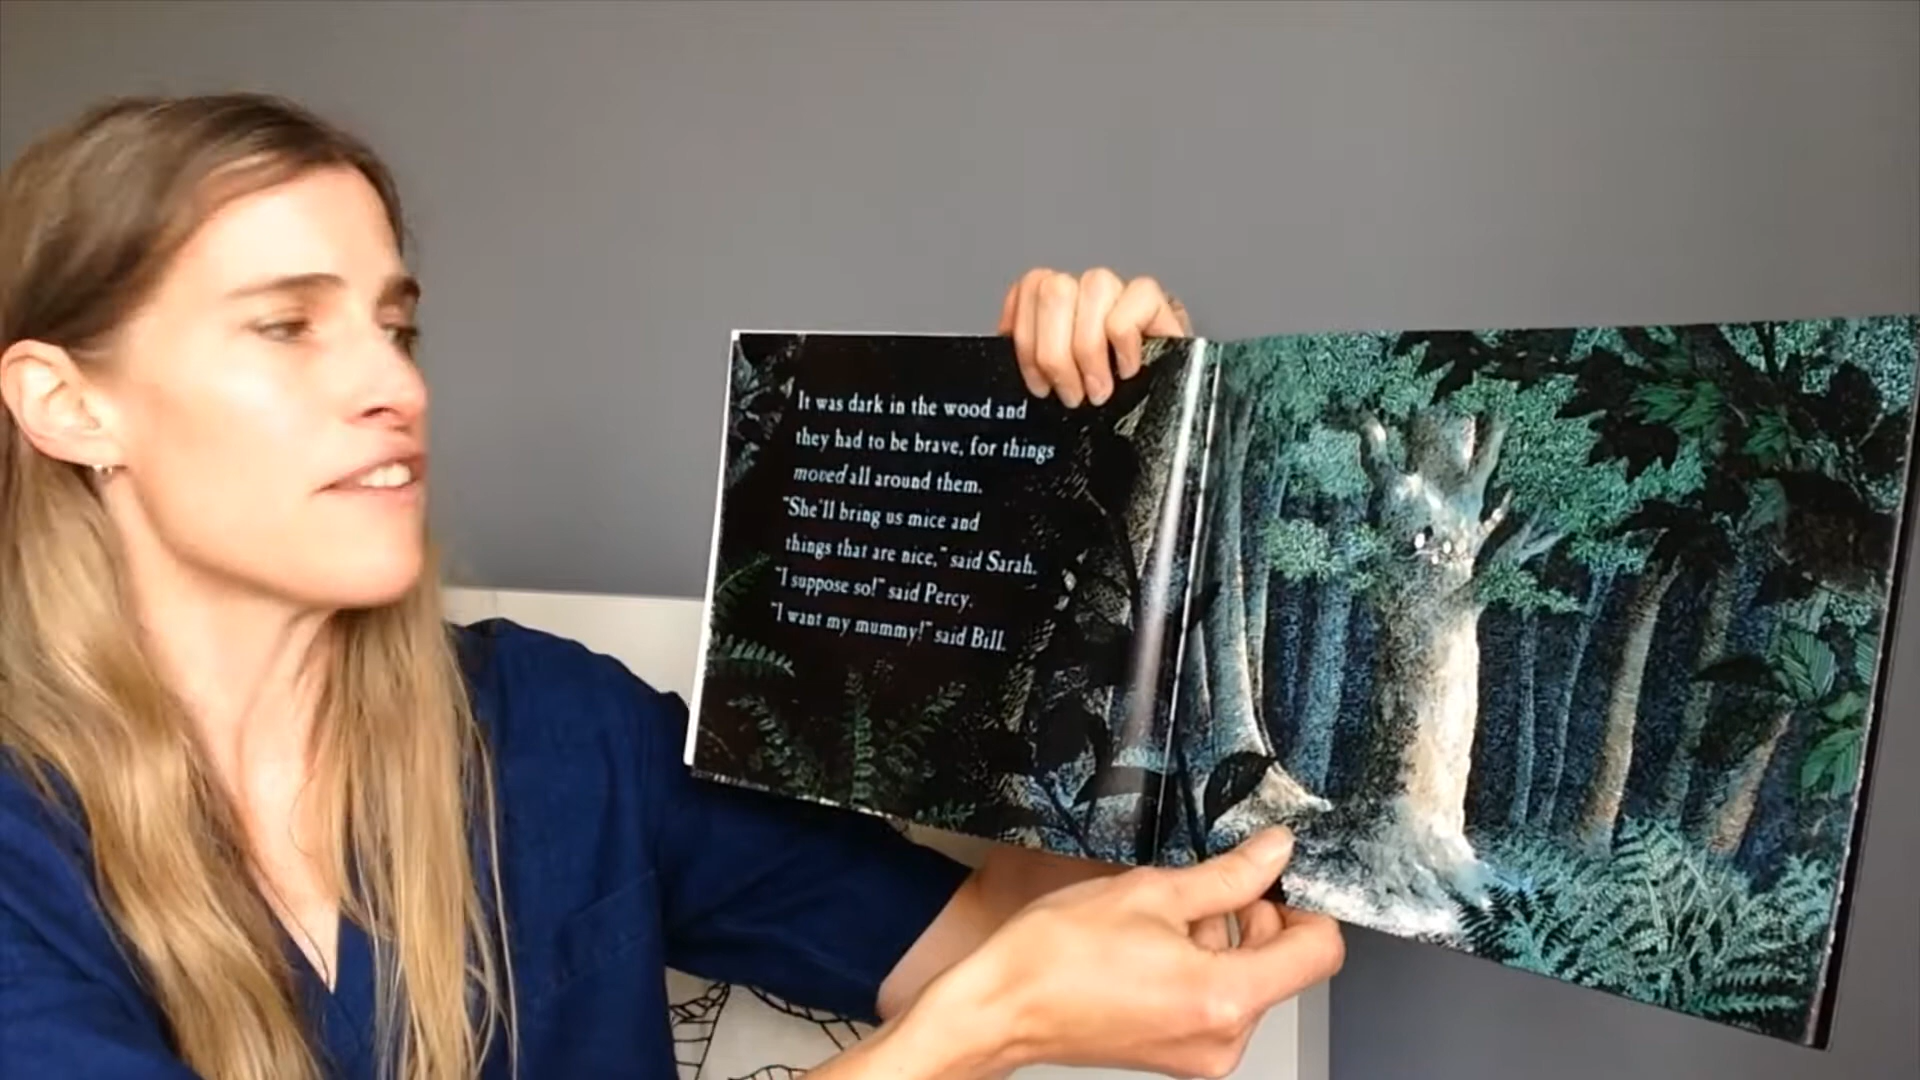 It was dark in the wood and
they had to be brave, for things
moved all around them.
"She'll bring us mice and
things that are nice," said Sarah.
"I suppose so!" said Percy.
"I want my mummy!" said Bill.